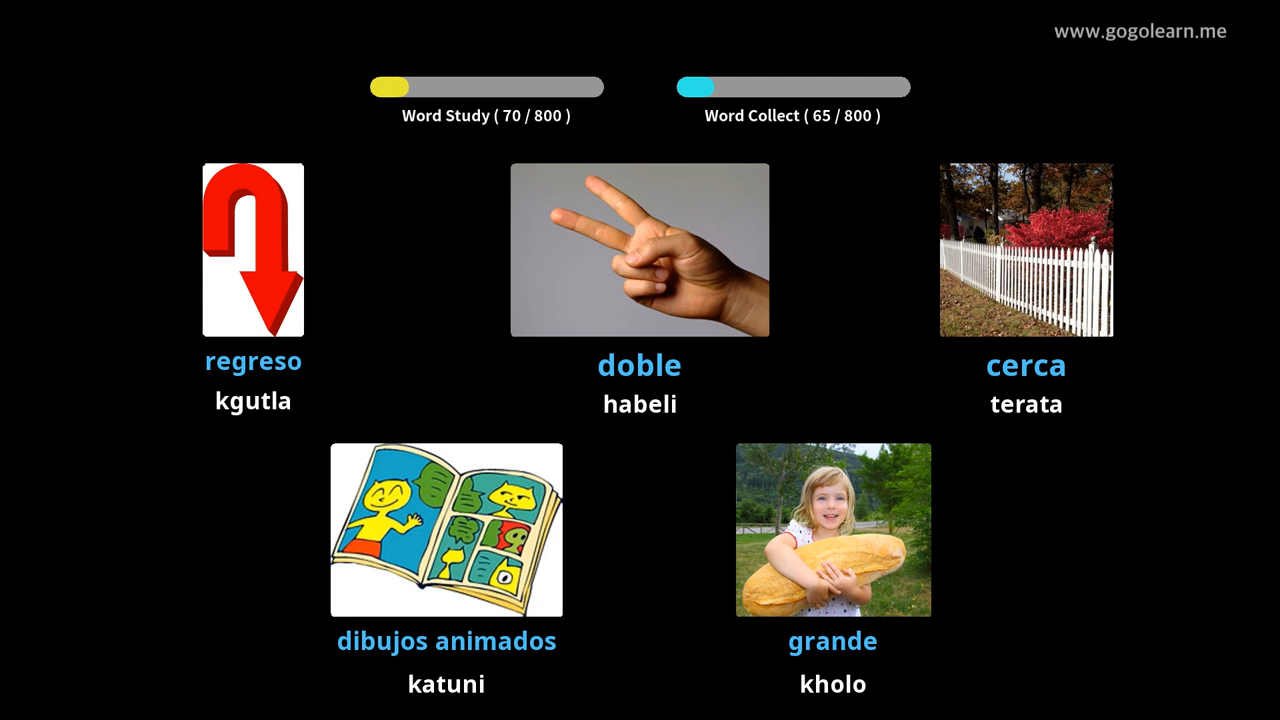 www.gogolearn.me
Word Study ( 70 / 800 )
Word Collect ( 65 / 800 )
regreso
kgutla
doble
habeli
cerca
terata
dibujos animados
katuni
grande
kholo